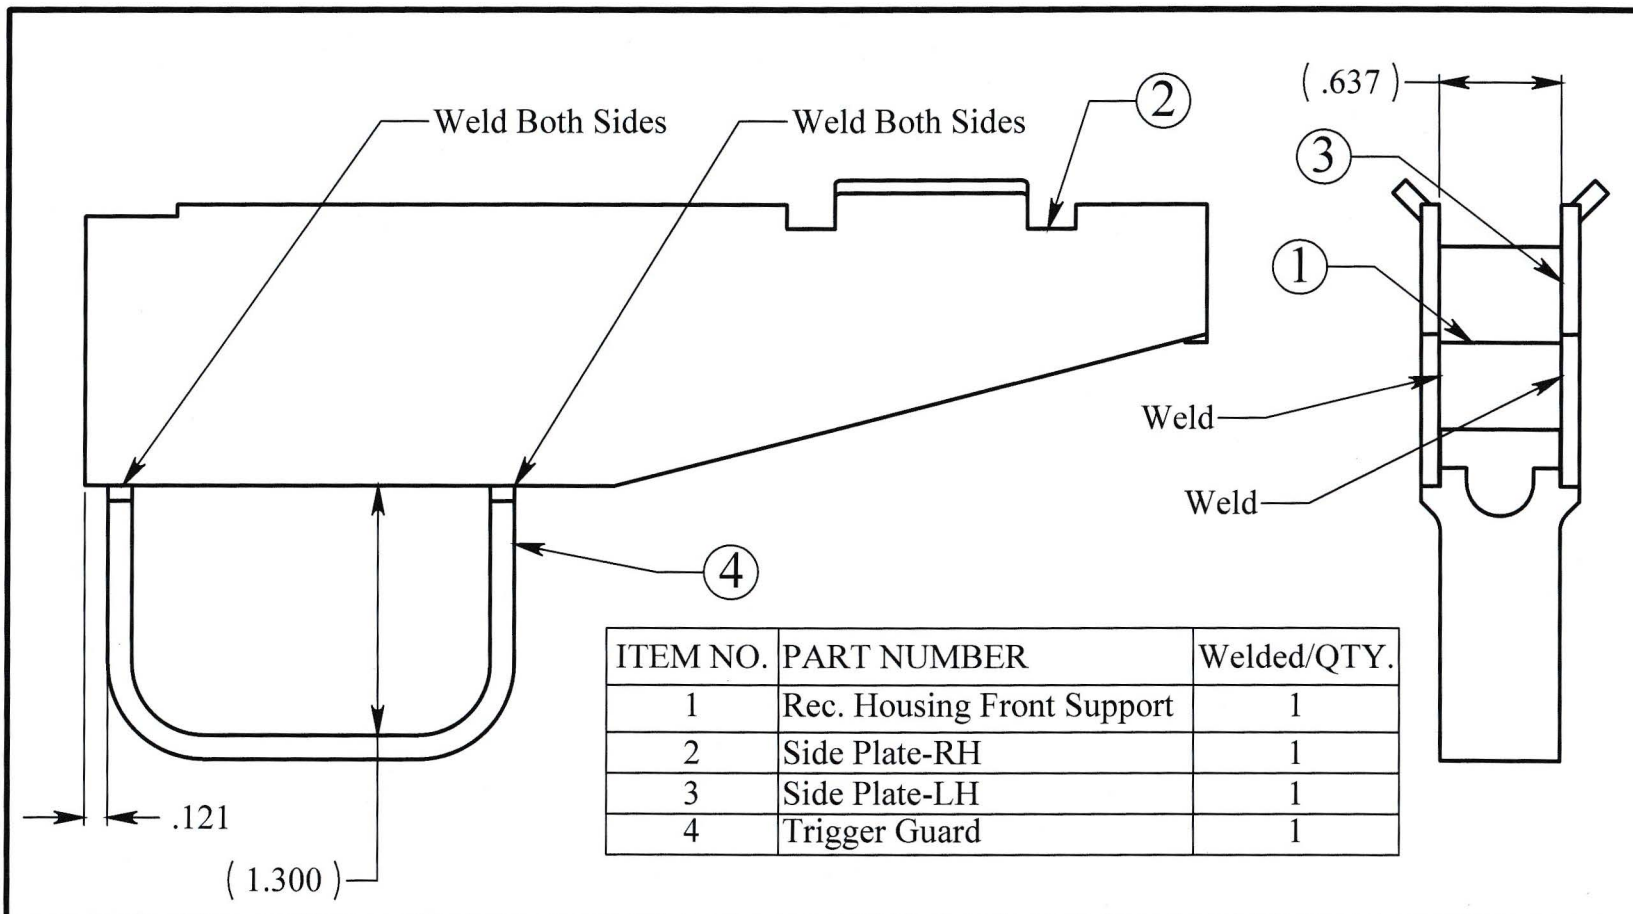 Weld Both Sides
Weld Both Sides
2
( .637 )
3
1
Weld
Weld
4
ITEM NO. PART NUMBER Welded/QTY.
1 Rec. Housing Front Support 1
2 Side Plate-RH 1
3 Side Plate-LH 1
4 Trigger Guard 1
.121
( 1.300 )